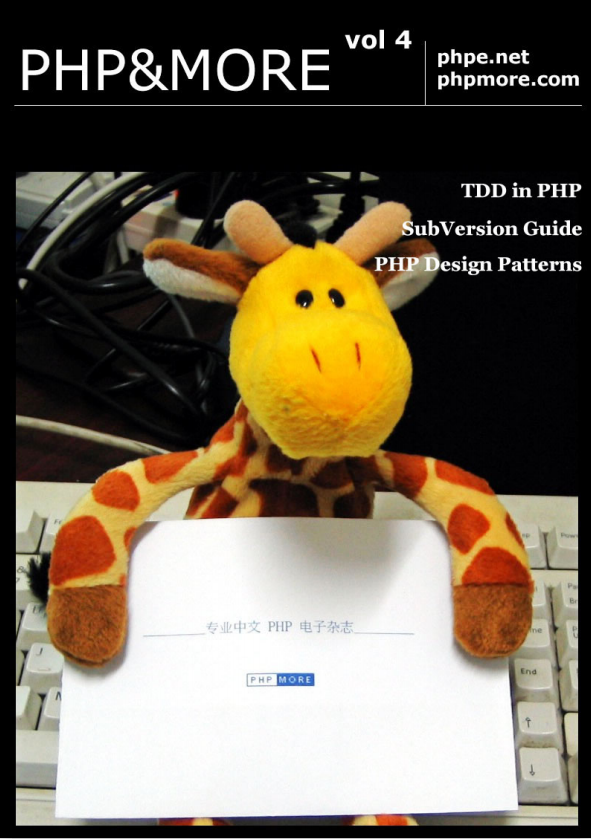 PHP&MORE
vol 4
phpe.net
phpmore.com
TDD in PHP
SubVersion Guide
PHP Design Patterns
专业中文 PHP 电子杂志
PHP MORE
End